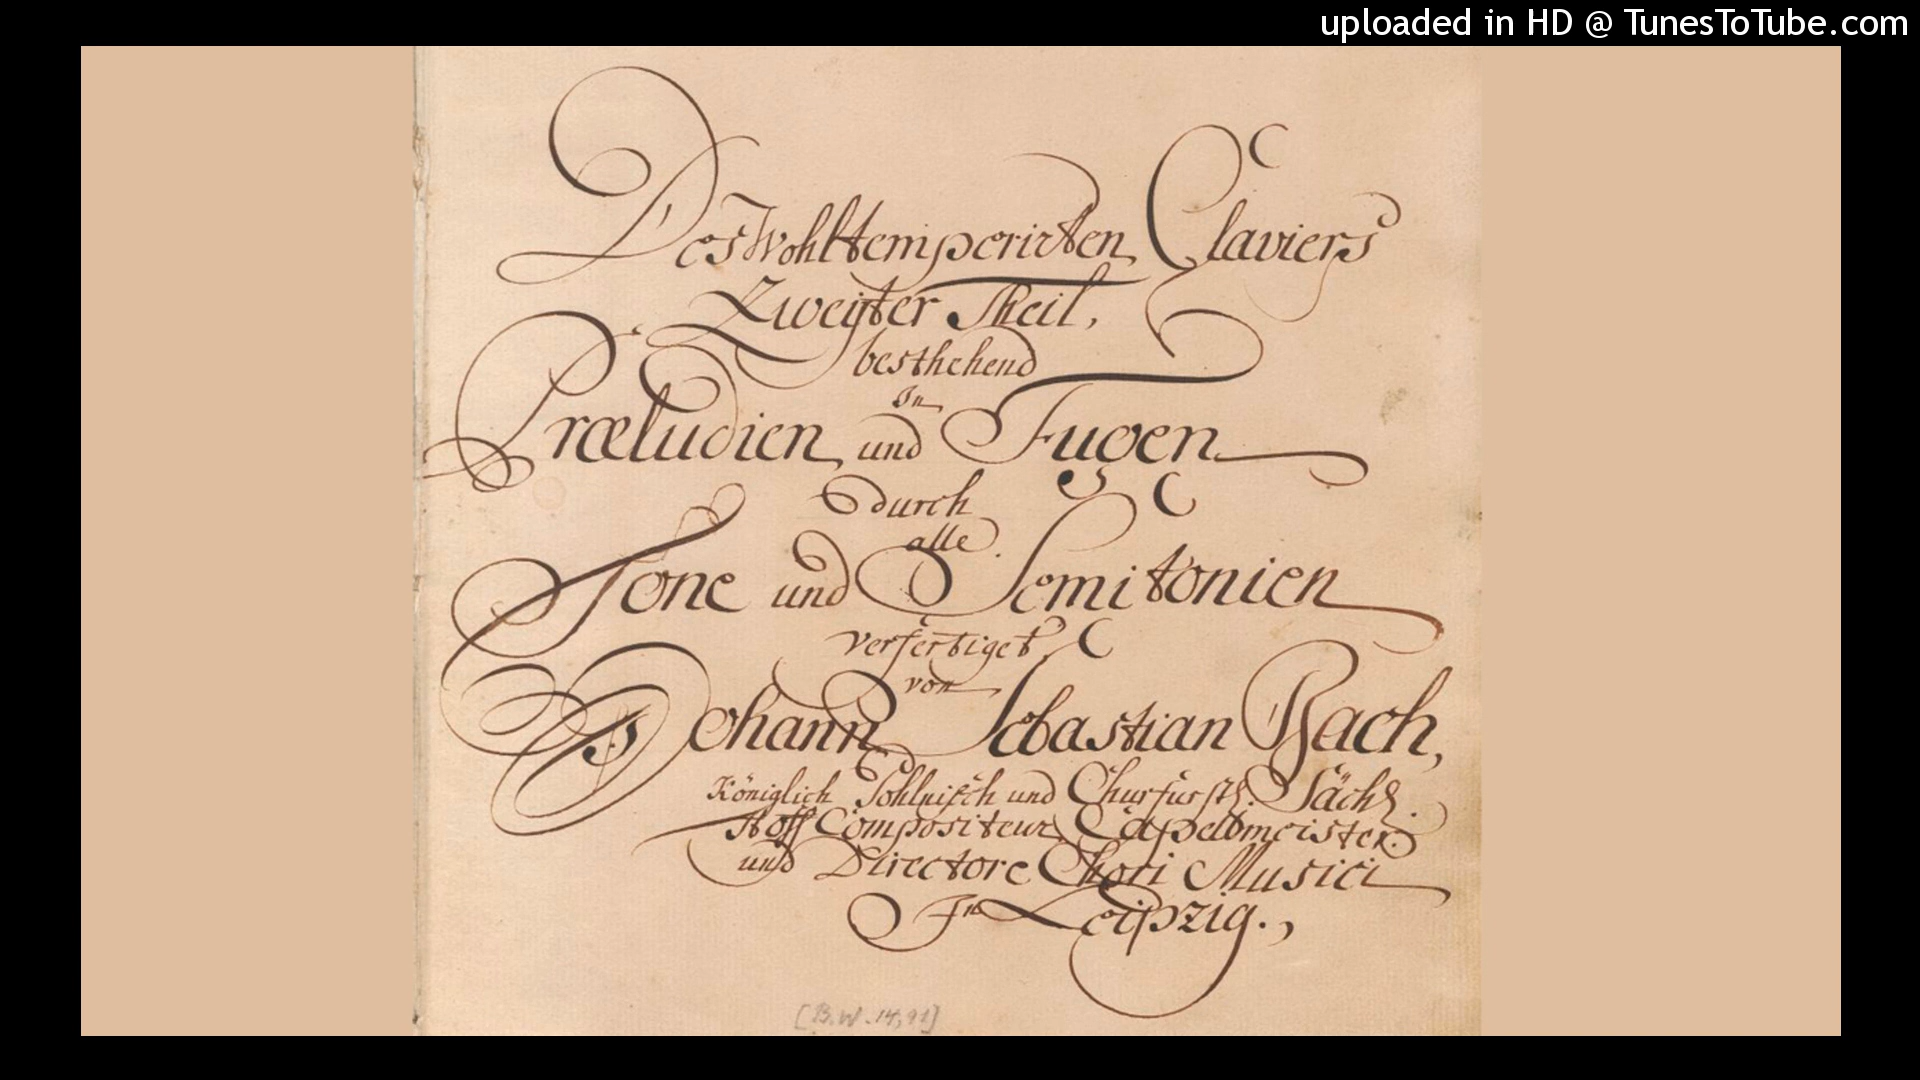 uploaded in HD @ TunesToTube.com
Des Wohltemperirten Claviers
Zweyter Theil,
besthehend
In
Præludien und Fugen
durch
alle
Tone und Semitonien
verfertiget
von
Johann Sebastian Bach,
Königlich Pohlnisch und Churfürstl. Sächs.
Hoff Compositeur Capellmeister
und Directore Chori Musici
In Leipzig.,
[B.W. 14,91]